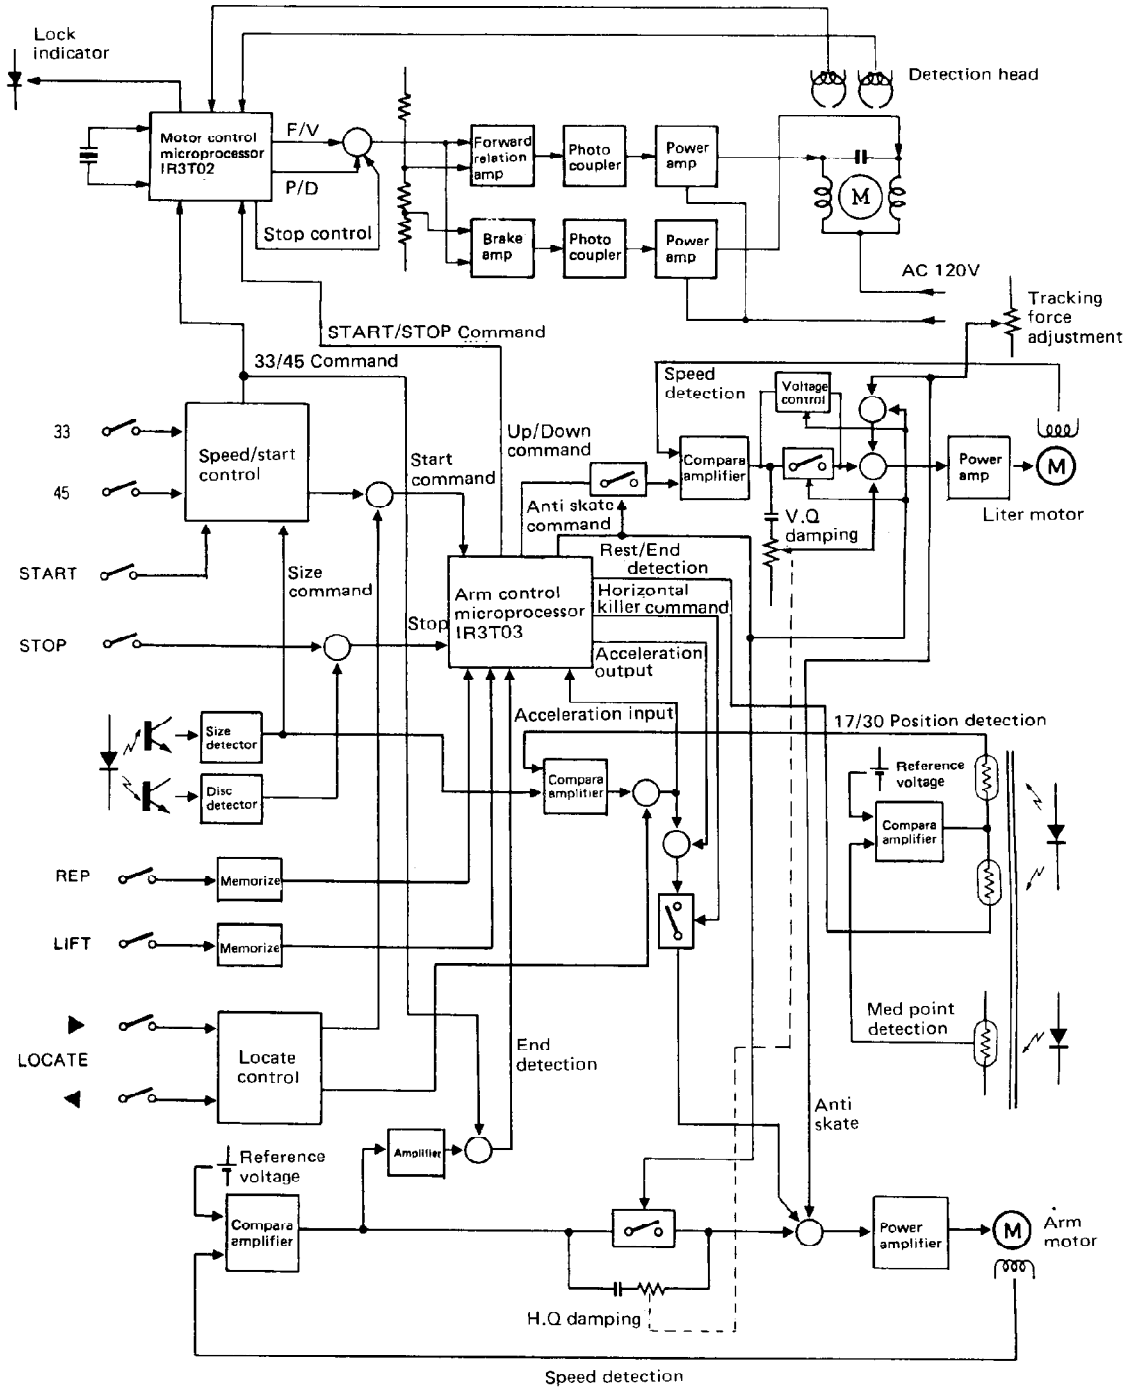 Lock
indicator
Detection head
Motor control
microprocessor
IR3T02
F/V
P/D
Stop control
Forward
relation
amp
Photo
coupler
Power
amp
M
Brake
amp
Photo
coupler
Power
amp
AC 120V
Tracking
force
adjustment
START/STOP Command
33/45 Command
Speed
detection
Voltage
control
33
45
Speed/start
control
Start
command
Up/Down
command
Compara
amplifier
Power
amp
M
Liter motor
Anti skate
command
V.Q
damping
START
Size
command
Rest/End
detection
Arm control
microprocessor
IR3T03
Horizontal
killer command
STOP
Stop
Acceleration
output
Acceleration input
17/30 Position detection
Size
detector
Disc
detector
Compara
amplifier
Reference
voltage
Compara
amplifier
REP
Memorize
LIFT
Memorize
Med point
detection
LOCATE
Locate
control
End
detection
Anti
skate
Amplifier
Reference
voltage
Compara
amplifier
Power
amplifier
M
Arm
motor
H.Q damping
Speed detection